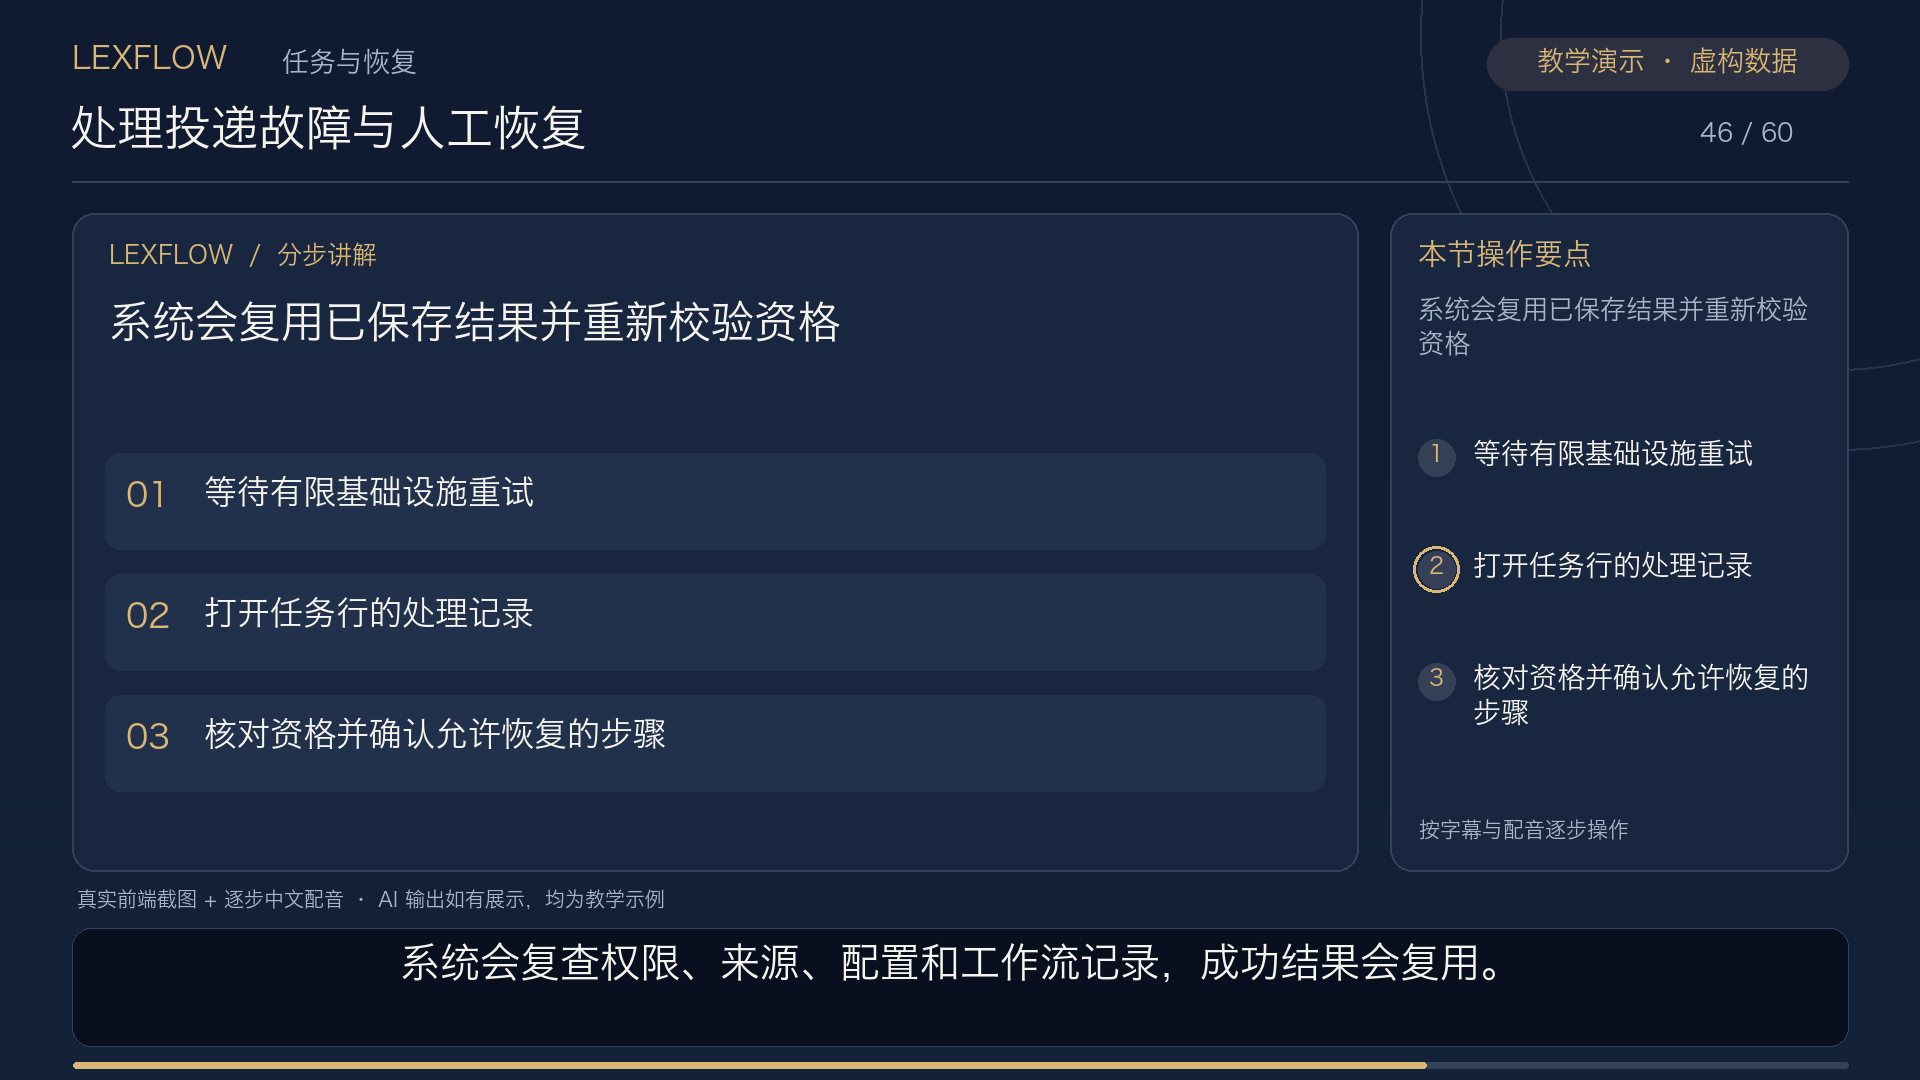 LEXFLOW 任务与恢复
教学演示 · 虚构数据
处理投递故障与人工恢复
46 / 60
LEXFLOW / 分步讲解
系统会复用已保存结果并重新校验资格
01 等待有限基础设施重试
02 打开任务行的处理记录
03 核对资格并确认允许恢复的步骤
本节操作要点
系统会复用已保存结果并重新校验
资格
1 等待有限基础设施重试
2 打开任务行的处理记录
3 核对资格并确认允许恢复的
步骤
按字幕与配音逐步操作
真实前端截图 + 逐步中文配音 · AI 输出如有展示，均为教学示例
系统会复查权限、来源、配置和工作流记录，成功结果会复用。